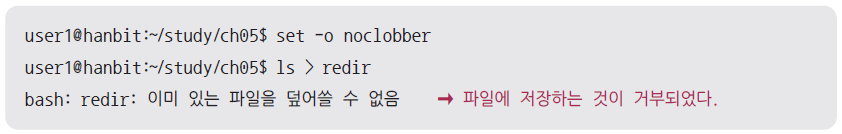 user1@hanbit:~/study/ch05$ set -o noclobber
user1@hanbit:~/study/ch05$ ls > redir
bash: redir: 이미 있는 파일을 덮어쓸 수 없음 → 파일에 저장하는 것이 거부되었다.